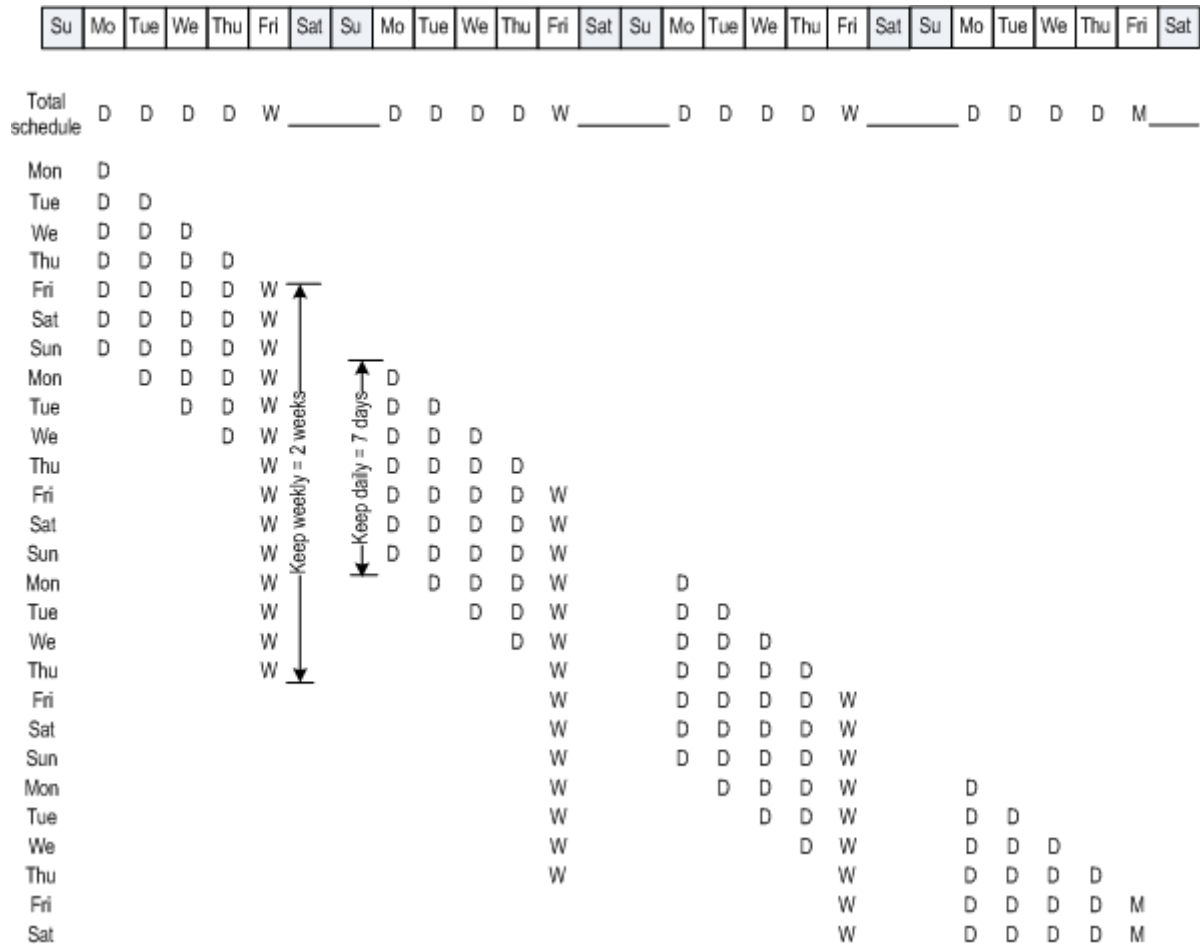 Su Mo Tue We Thu Fri Sat Su Mo Tue We Thu Fri Sat Su Mo Tue We Thu Fri Sat Su Mo Tue We Thu Fri Sat
Total schedule D D D D W D D D D W D D D D W D D D D M
Mon D
Tue D D
We D D D
Thu D D D D
Fri D D D D W
Sat D D D D W
Sun D D D D W
Mon D D D W D
Tue D D W D D
We D W D D D
Thu W D D D D
Fri W D D D D W
Sat W D D D D W
Sun W D D D D W
Mon W D D D W D
Tue W D D W D D
We W D W D D D
Thu W W D D D D
Fri W D D D D W
Sat W D D D D W
Sun W D D D D W
Mon W D D D W D
Tue W D D W D D
We W D W D D D
Thu W W D D D D
Fri W D D D D M
Sat W D D D D M
Keep weekly = 2 weeks
Keep daily = 7 days